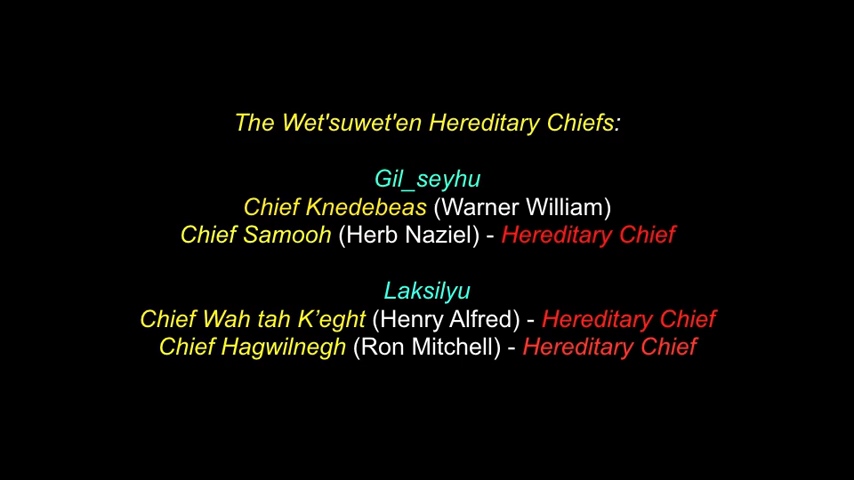 The Wet'suwet'en Hereditary Chiefs:
Gil_seyhu
Chief Knedebeas (Warner William)
Chief Samooh (Herb Naziel) - Hereditary Chief
Laksilyu
Chief Wah tah K’eght (Henry Alfred) - Hereditary Chief
Chief Hagwilnegh (Ron Mitchell) - Hereditary Chief